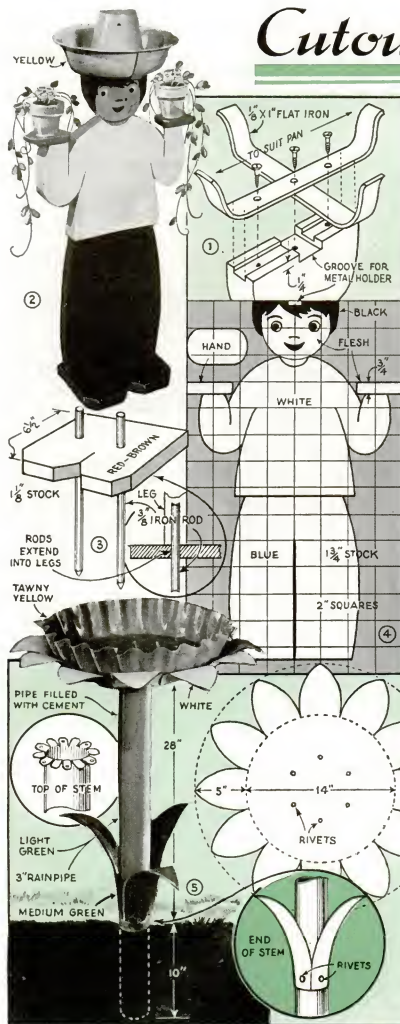 Cutou
YELLOW
1/8" X 1" FLAT IRON
TO SUIT PAN
①
GROOVE FOR
METAL HOLDER
1/4"
②
BLACK
FLESH
HAND
3/4"
WHITE
6 1/2"
RED-BROWN
1 1/8" STOCK
LEG
3/8" IRON ROD
③
RODS
EXTEND
INTO LEGS
BLUE
1 3/4" STOCK
2" SQUARES
④
TAWNY
YELLOW
PIPE FILLED
WITH CEMENT
WHITE
28"
TOP OF STEM
5"
14"
RIVETS
LIGHT
GREEN
3" RAINPIPE
⑤
MEDIUM GREEN
END
OF STEM
RIVETS
10"